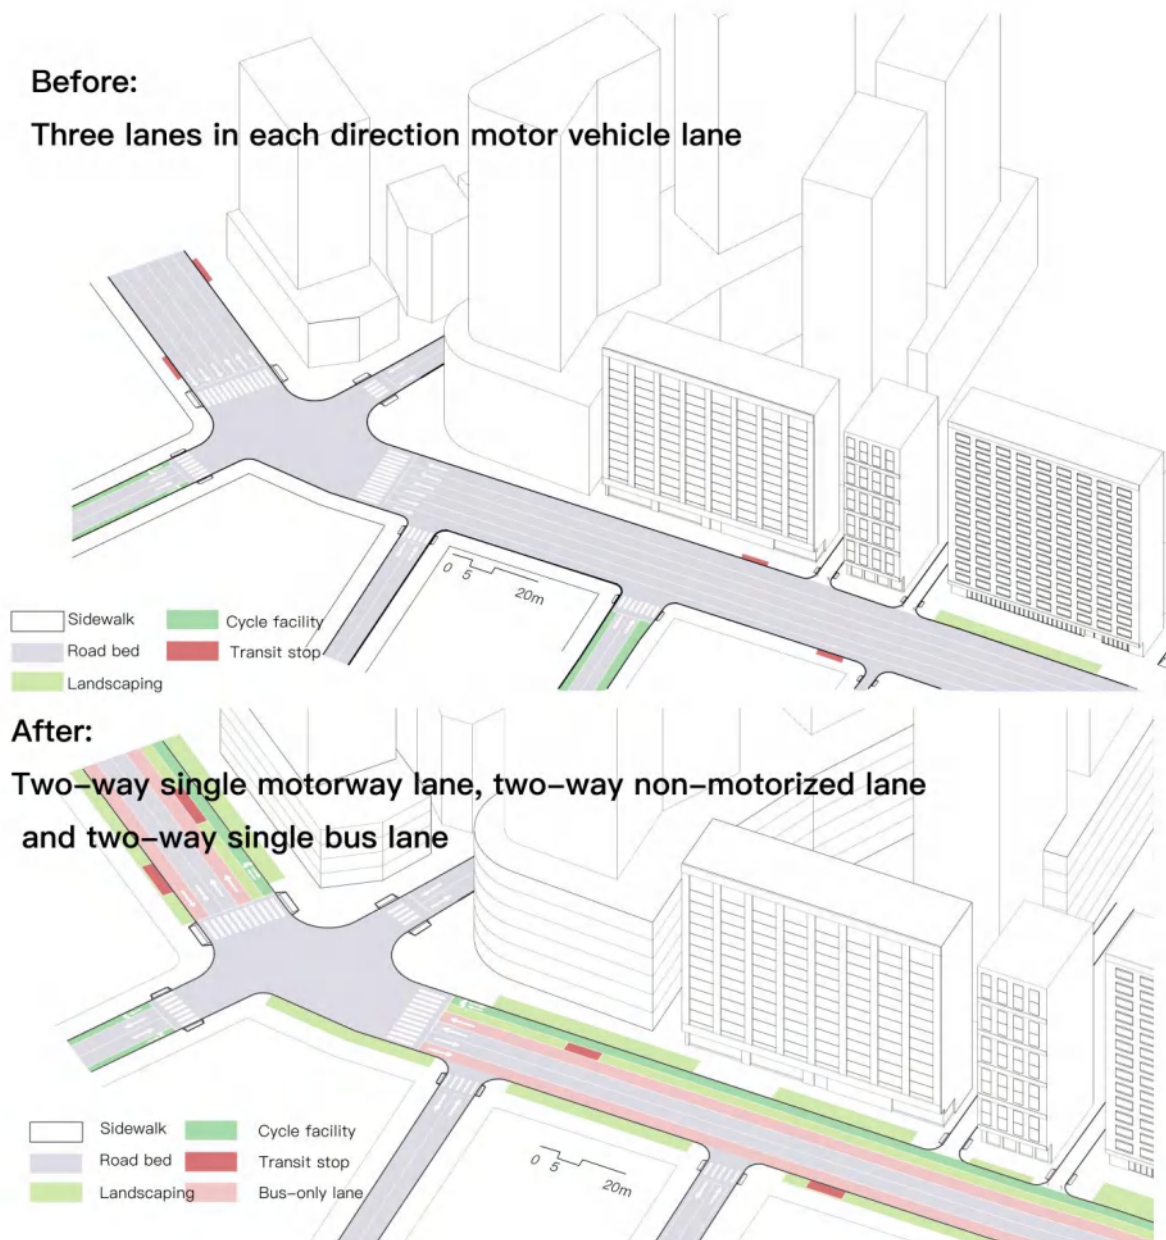 Before:
Three lanes in each direction motor vehicle lane
0 5 20m
Sidewalk Cycle facility
Road bed Transit stop
Landscaping
After:
Two-way single motorway lane, two-way non-motorized lane
and two-way single bus lane
Sidewalk Cycle facility
Road bed Transit stop
Landscaping Bus-only lane
0 5 20m